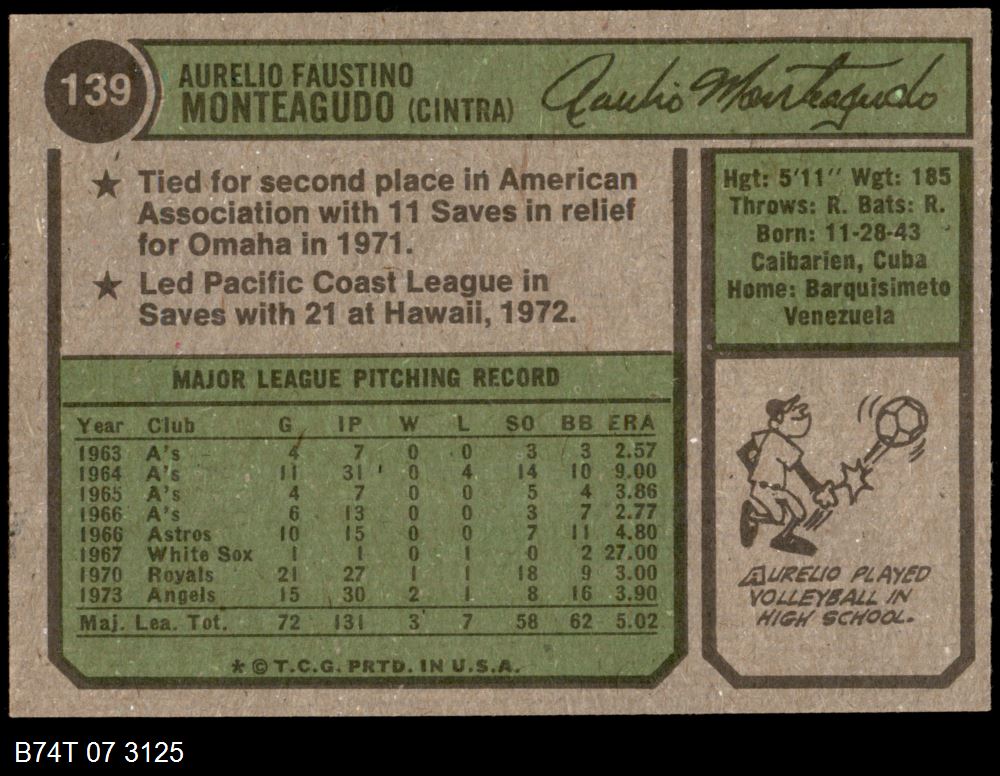 139
AURELIO FAUSTINO
MONTEAGUDO (CINTRA)
Aurelio Monteagudo
★ Tied for second place in American
Association with 11 Saves in relief
for Omaha in 1971.
★ Led Pacific Coast League in
Saves with 21 at Hawaii, 1972.
Hgt: 5'11" Wgt: 185
Throws: R. Bats: R.
Born: 11-28-43
Caibarien, Cuba
Home: Barquisimeto
Venezuela
MAJOR LEAGUE PITCHING RECORD
Year Club G IP W L SO BB ERA
1963 A's 4 7 0 0 3 3 2.57
1964 A's 11 31 0 4 14 10 9.00
1965 A's 4 7 0 0 5 4 3.86
1966 A's 6 13 0 0 3 7 2.77
1966 Astros 10 15 0 0 7 11 4.80
1967 White Sox 1 1 0 1 0 2 27.00
1970 Royals 21 27 1 1 18 9 3.00
1973 Angels 15 30 2 1 8 16 3.90
Maj. Lea. Tot. 72 131 3 7 58 62 5.02
* © T.C.G. PRTD. IN U.S.A.
AURELIO PLAYED
VOLLEYBALL IN
HIGH SCHOOL.
B74T 07 3125